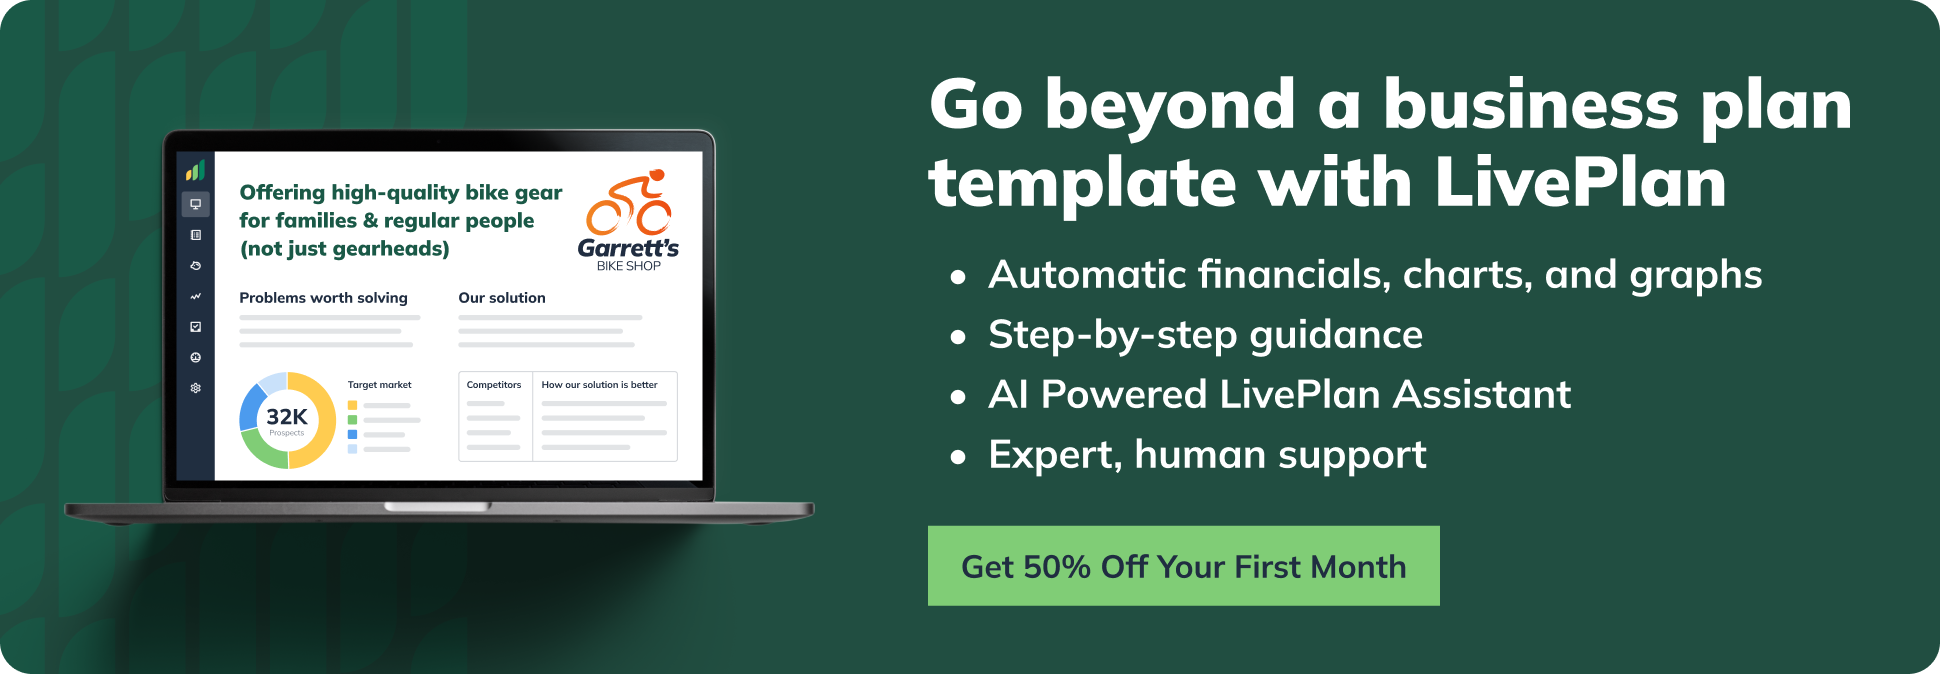 Offering high-quality bike gear
for families & regular people
(not just gearheads)
Garrett's
BIKE SHOP
Problems worth solving
Our solution
32K
Prospects
Target market
Competitors
How our solution is better
Go beyond a business plan
template with LivePlan
• Automatic financials, charts, and graphs
• Step-by-step guidance
• AI Powered LivePlan Assistant
• Expert, human support
Get 50% Off Your First Month